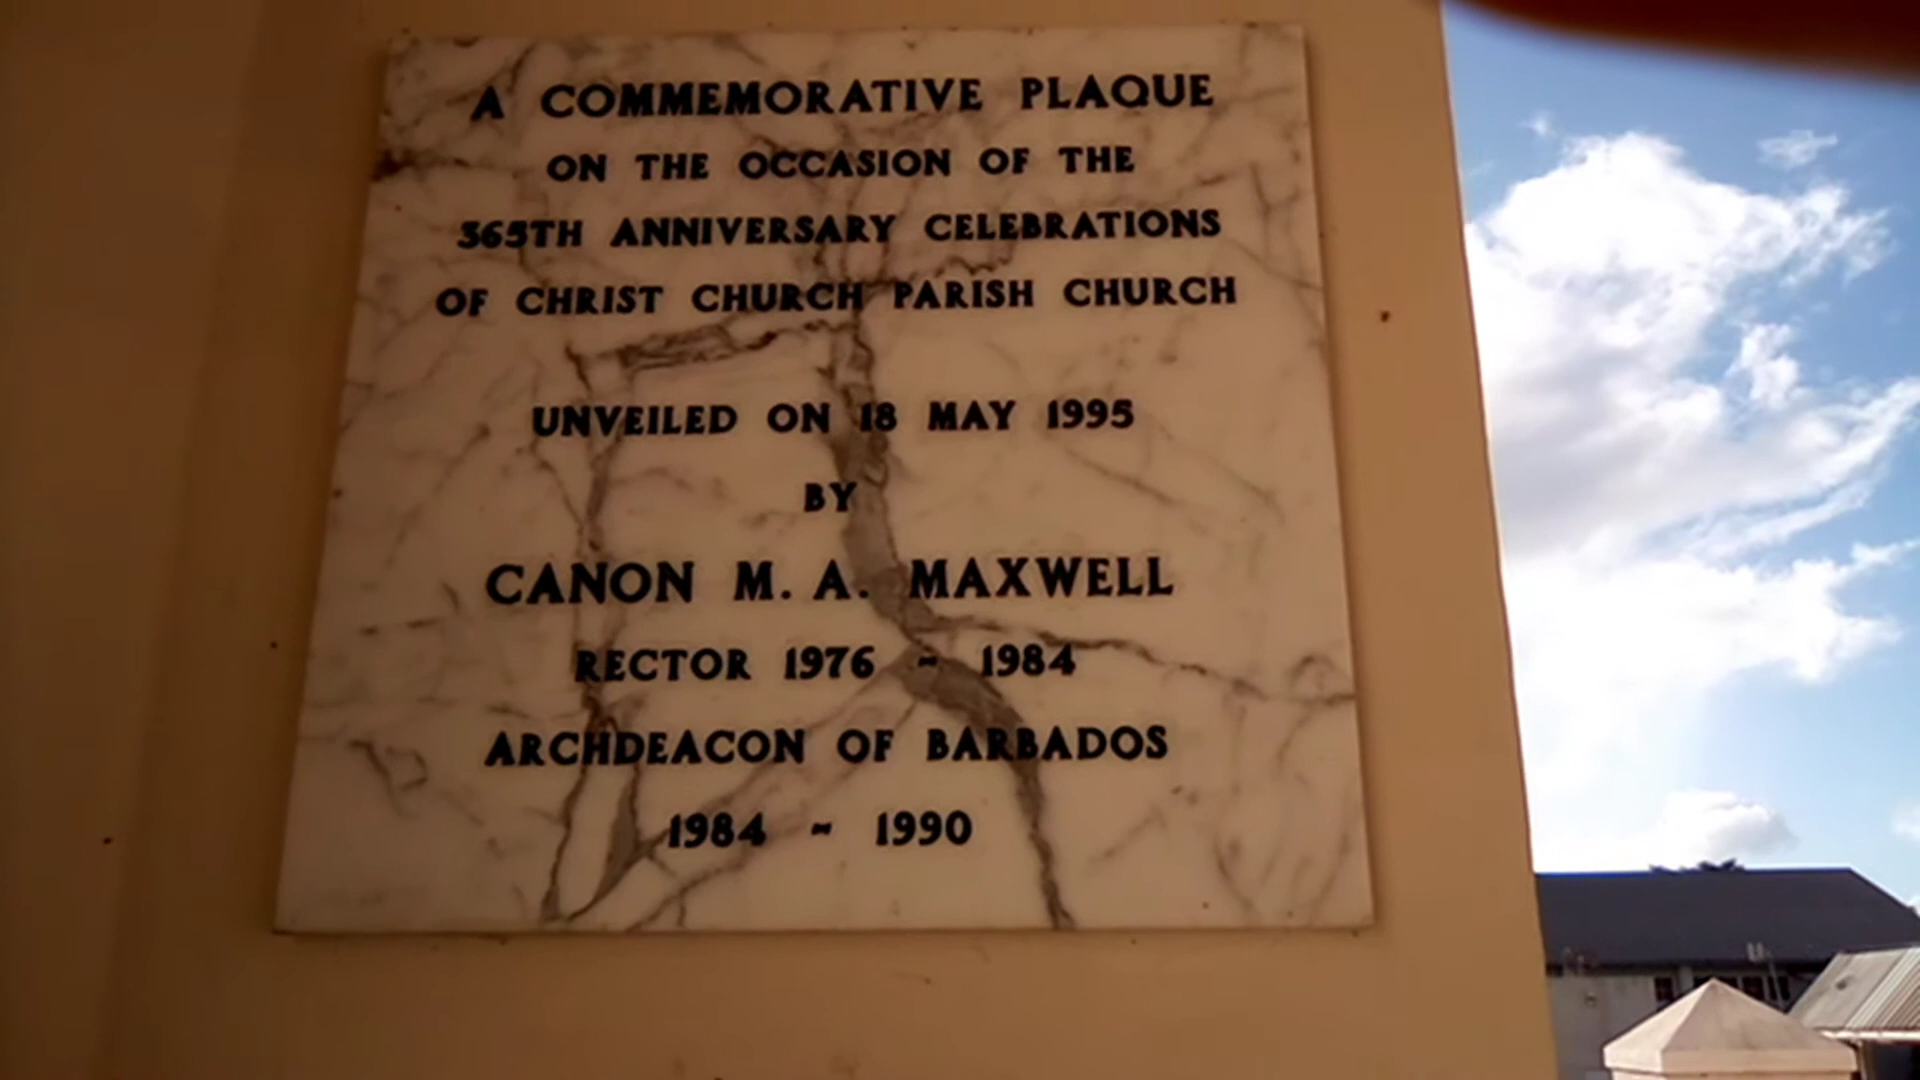 A COMMEMORATIVE PLAQUE
ON THE OCCASION OF THE
365TH ANNIVERSARY CELEBRATIONS
OF CHRIST CHURCH PARISH CHURCH
UNVEILED ON 18 MAY 1995
BY
CANON M. A. MAXWELL
RECTOR 1976 ~ 1984
ARCHDEACON OF BARBADOS
1984 ~ 1990